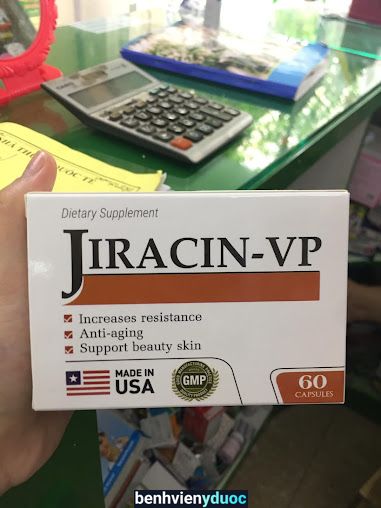 Dietary Supplement
JIRACIN-VP
Increases resistance
Anti-aging
Support beauty skin
MADE IN
USA
GMP
60
CAPSULES
benhvienyduoc